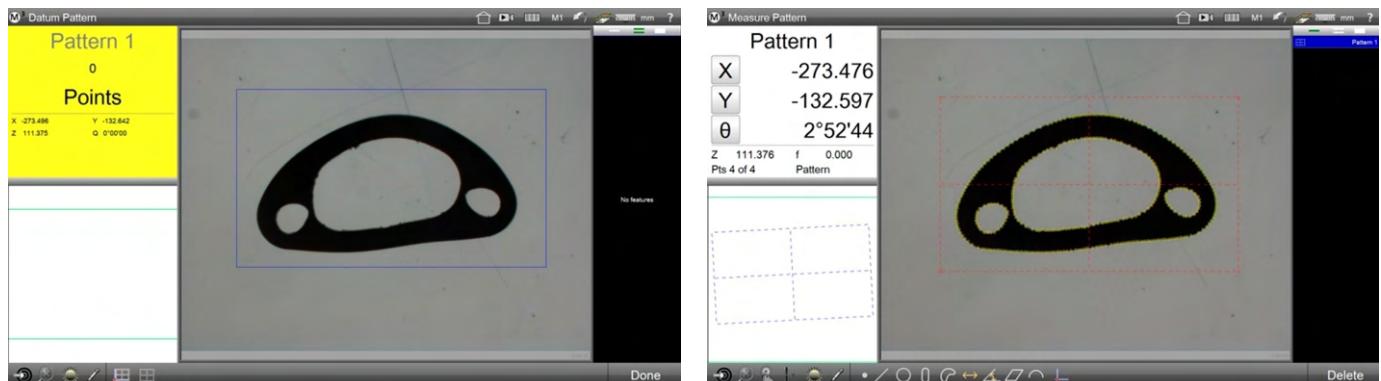 M³ Datum Pattern
M1
mm
?
Pattern 1
0
Points
X -273.496 Y -132.642
Z 111.375 Q 0°00'00
No features
Done
M³ Measure Pattern
M1
mm
?
Pattern 1
X -273.476
Y -132.597
θ 2°52'44
Z 111.376 f 0.000
Pts 4 of 4 Pattern
Pattern 1
Delete